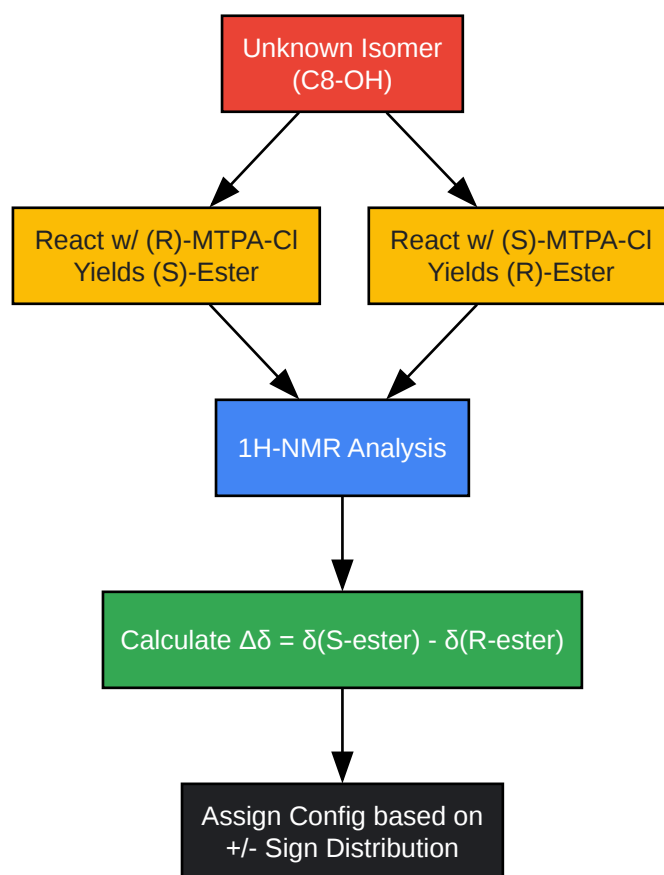 Unknown Isomer
(C8-OH)
React w/ (R)-MTPA-Cl
Yields (S)-Ester
React w/ (S)-MTPA-Cl
Yields (R)-Ester
1H-NMR Analysis
Calculate Δδ = δ(S-ester) - δ(R-ester)
Assign Config based on
+/- Sign Distribution